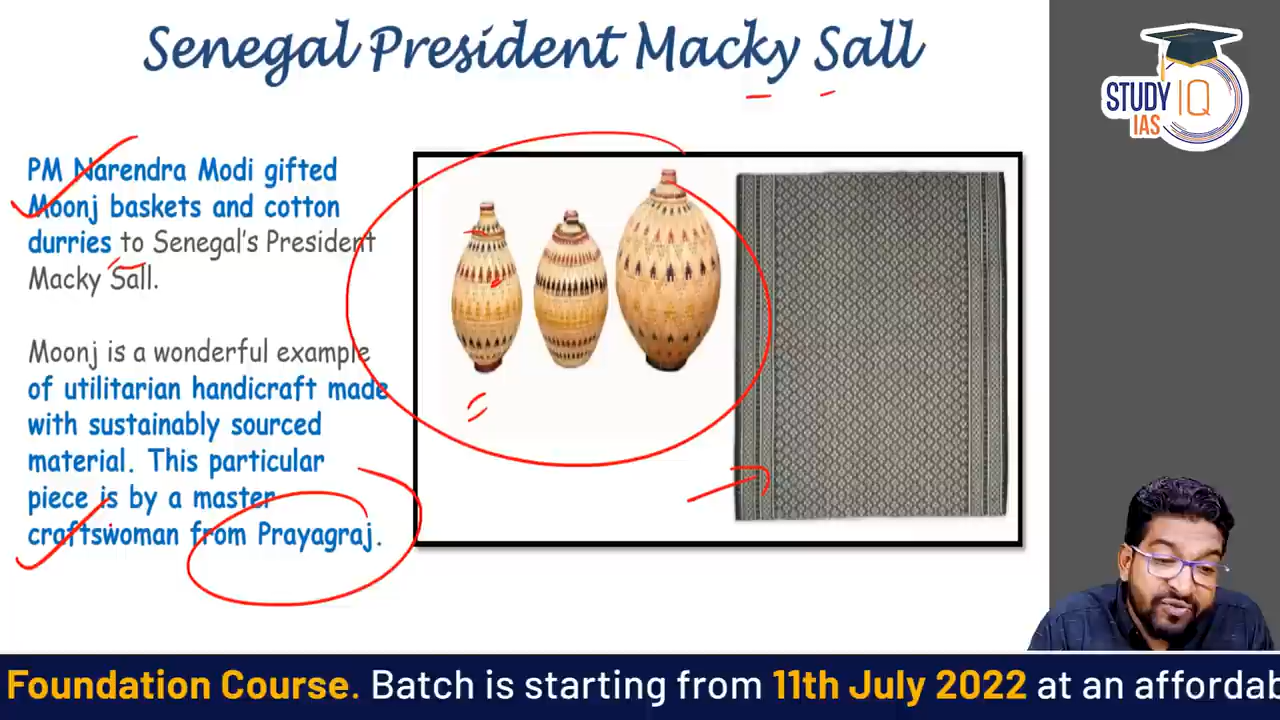 Senegal President Macky Sall
STUDY IQ
IAS
PM Narendra Modi gifted
Moonj baskets and cotton
durries to Senegal's President
Macky Sall.
Moonj is a wonderful example
of utilitarian handicraft made
with sustainably sourced
material. This particular
piece is by a master
craftswoman from Prayagraj.
Foundation Course. Batch is starting from 11th July 2022 at an